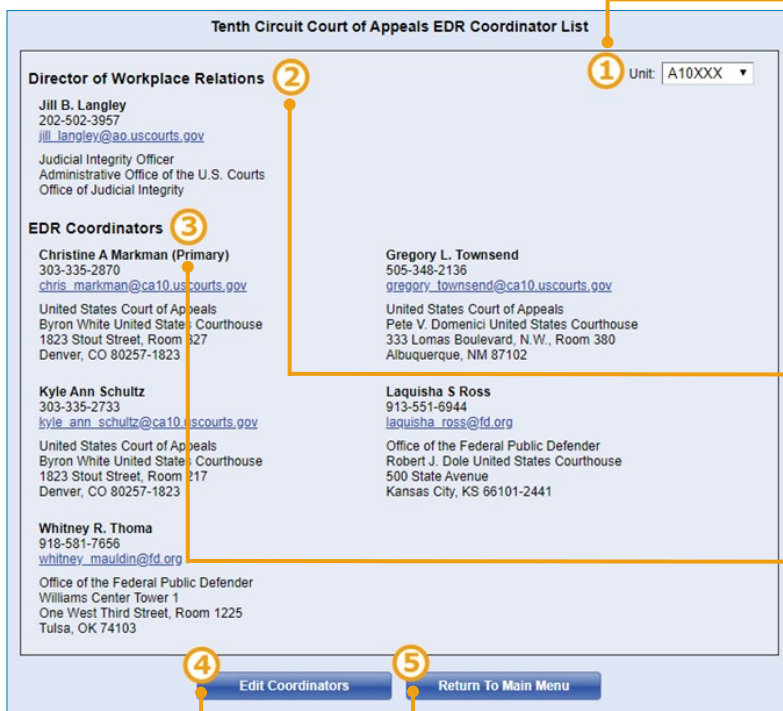 Tenth Circuit Court of Appeals EDR Coordinator List
1 Unit: A10XXX
Director of Workplace Relations 2
Jill B. Langley
202-502-3957
jill_langley@ao.uscourts.gov
Judicial Integrity Officer
Administrative Office of the U.S. Courts
Office of Judicial Integrity
EDR Coordinators 3
Christine A Markman (Primary)
303-335-2870
chris_markman@ca10.uscourts.gov
United States Court of Appeals
Byron White United States Courthouse
1823 Stout Street, Room 327
Denver, CO 80257-1823
Gregory L. Townsend
505-348-2136
gregory_townsend@ca10.uscourts.gov
United States Court of Appeals
Pete V. Domenici United States Courthouse
333 Lomas Boulevard, N.W., Room 380
Albuquerque, NM 87102
Kyle Ann Schultz
303-335-2733
kyle_ann_schultz@ca10.uscourts.gov
United States Court of Appeals
Byron White United States Courthouse
1823 Stout Street, Room 217
Denver, CO 80257-1823
Laquisha S Ross
913-551-6944
laquisha_ross@fd.org
Office of the Federal Public Defender
Robert J. Dole United States Courthouse
500 State Avenue
Kansas City, KS 66101-2441
Whitney R. Thoma
918-581-7656
whitney_mauldin@fd.org
Office of the Federal Public Defender
Williams Center Tower 1
One West Third Street, Room 1225
Tulsa, OK 74103
4 Edit Coordinators
5 Return To Main Menu